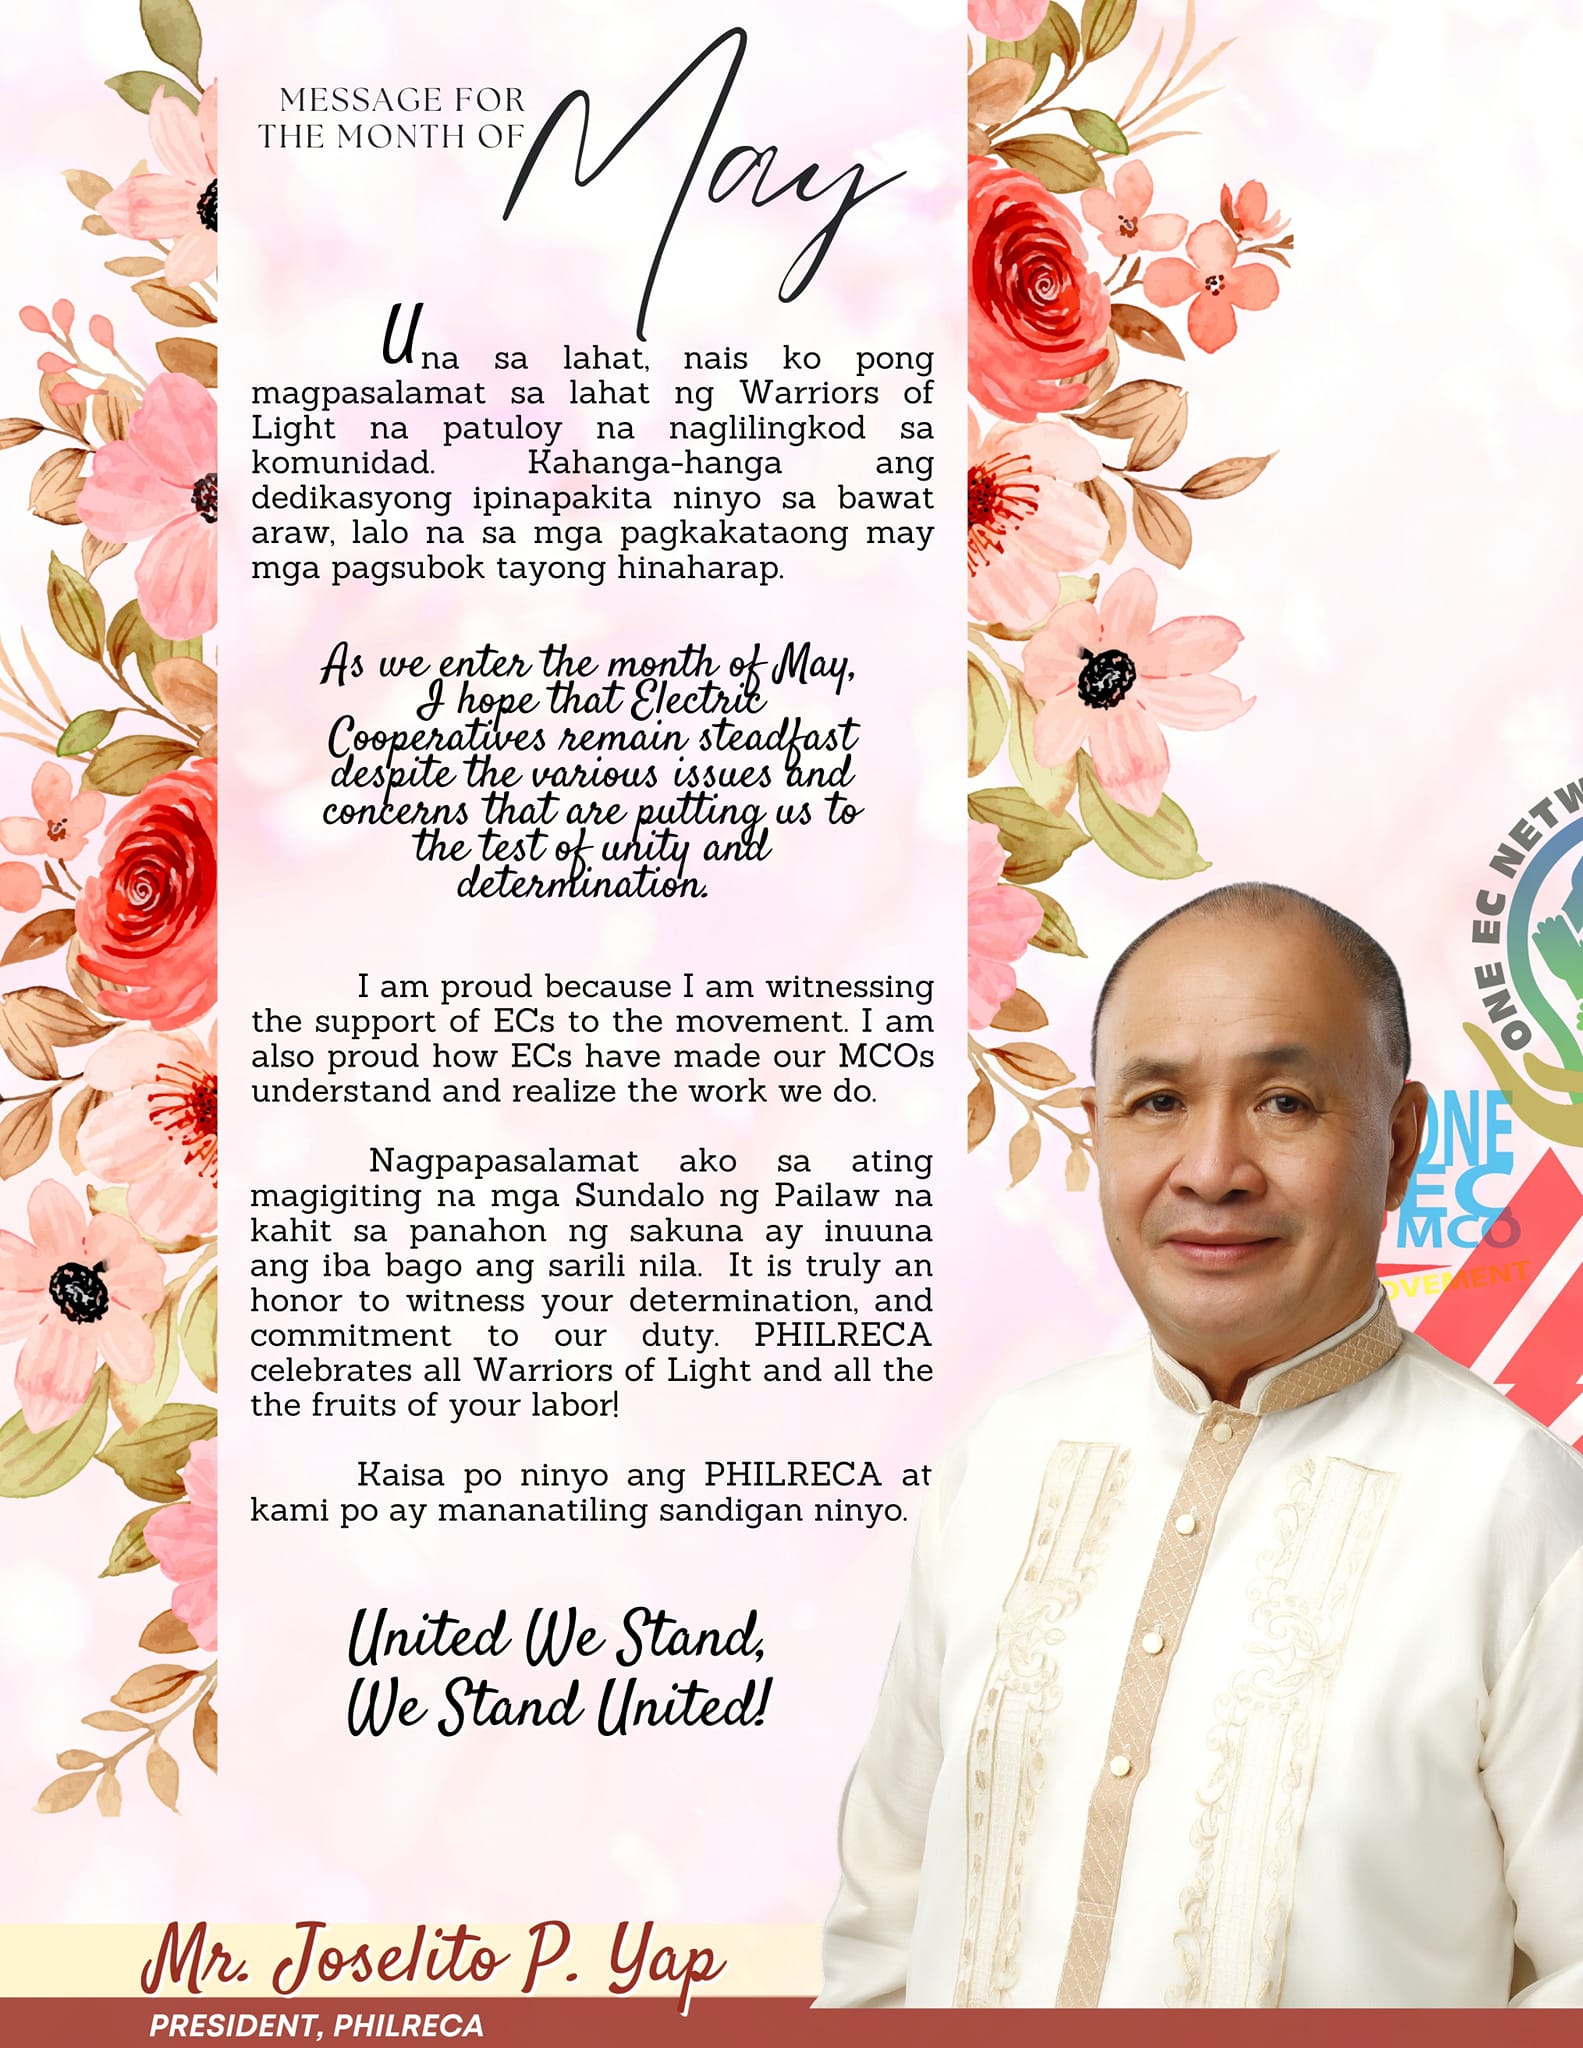 MESSAGE FOR
THE MONTH OF
May
Una sa lahat, nais ko pong
magpasalamat sa lahat ng Warriors of
Light na patuloy na naglilingkod sa
komunidad. Kahanga-hanga ang
dedikasyong ipinapakita ninyo sa bawat
araw, lalo na sa mga pagkakataong may
mga pagsubok tayong hinaharap.
As we enter the month of May,
I hope that Electric
Cooperatives remain steadfast
despite the various issues and
concerns that are putting us to
the test of unity and
determination.
I am proud because I am witnessing
the support of ECs to the movement. I am
also proud how ECs have made our MCOs
understand and realize the work we do.
Nagpapasalamat ako sa ating
magigiting na mga Sundalo ng Pailaw na
kahit sa panahon ng sakuna ay inuuna
ang iba bago ang sarili nila. It is truly an
honor to witness your determination, and
commitment to our duty. PHILRECA
celebrates all Warriors of Light and all the
the fruits of your labor!
Kaisa po ninyo ang PHILRECA at
kami po ay mananatiling sandigan ninyo.
United We Stand,
We Stand United!
ONE EC NETW
ONE
EC
MCO
OVEMENT
Mr. Joselito P. Yap
PRESIDENT, PHILRECA